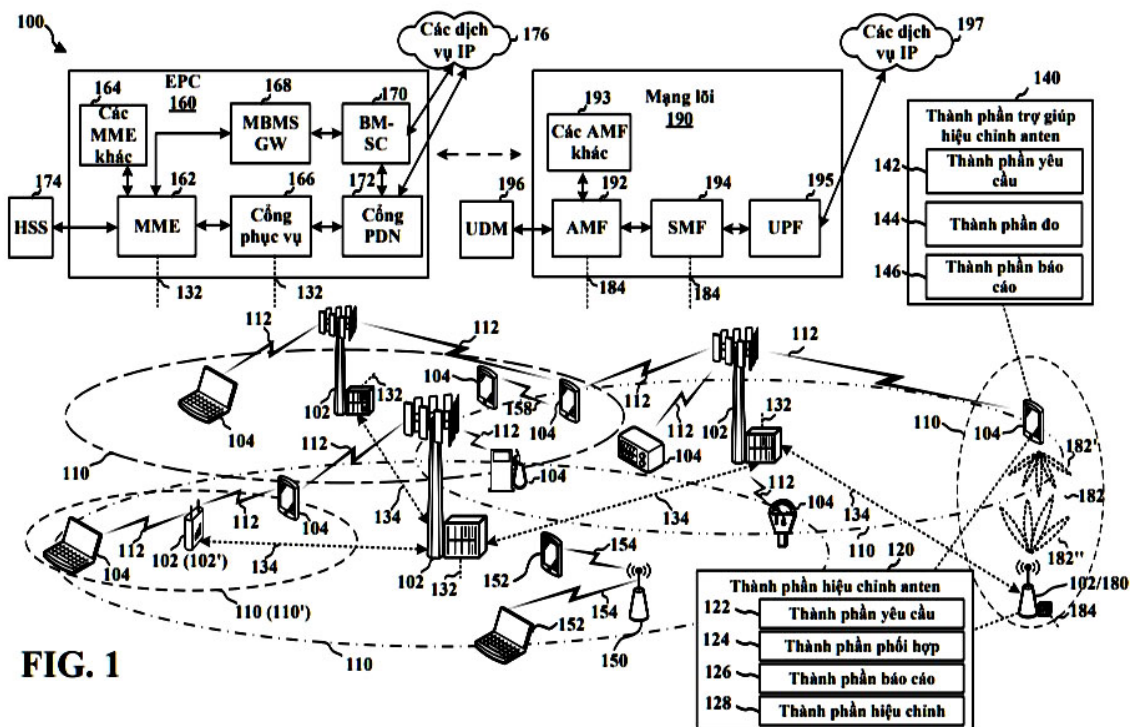 100
EPC
160
164
Các
MME
khác
168
MBMS
GW
170
BM-
SC
Các dịch
vụ IP
176
174
HSS
162
MME
166
Cổng
phục vụ
172
Cổng
PDN
132
132
Mạng lõi
190
193
Các AMF
khác
196
UDM
192
AMF
194
SMF
195
UPF
184
184
Các dịch
vụ IP
197
140
Thành phần trợ giúp
hiệu chỉnh anten
142
Thành phần yêu
cầu
144
Thành phần đo
146
Thành phần báo
cáo
112
112
112
112
104
102
132
104
158
104
112
102
132
110
104
182'
182
182''
110
112
112
104
104
112
104
134
134
104
134
110
112
112
104
102 (102')
104
134
110 (110')
102
132
152
154
154
152
150
110
102/180
184
120
Thành phần hiệu chỉnh anten
122
Thành phần yêu cầu
124
Thành phần phối hợp
126
Thành phần báo cáo
128
Thành phần hiệu chỉnh
FIG. 1